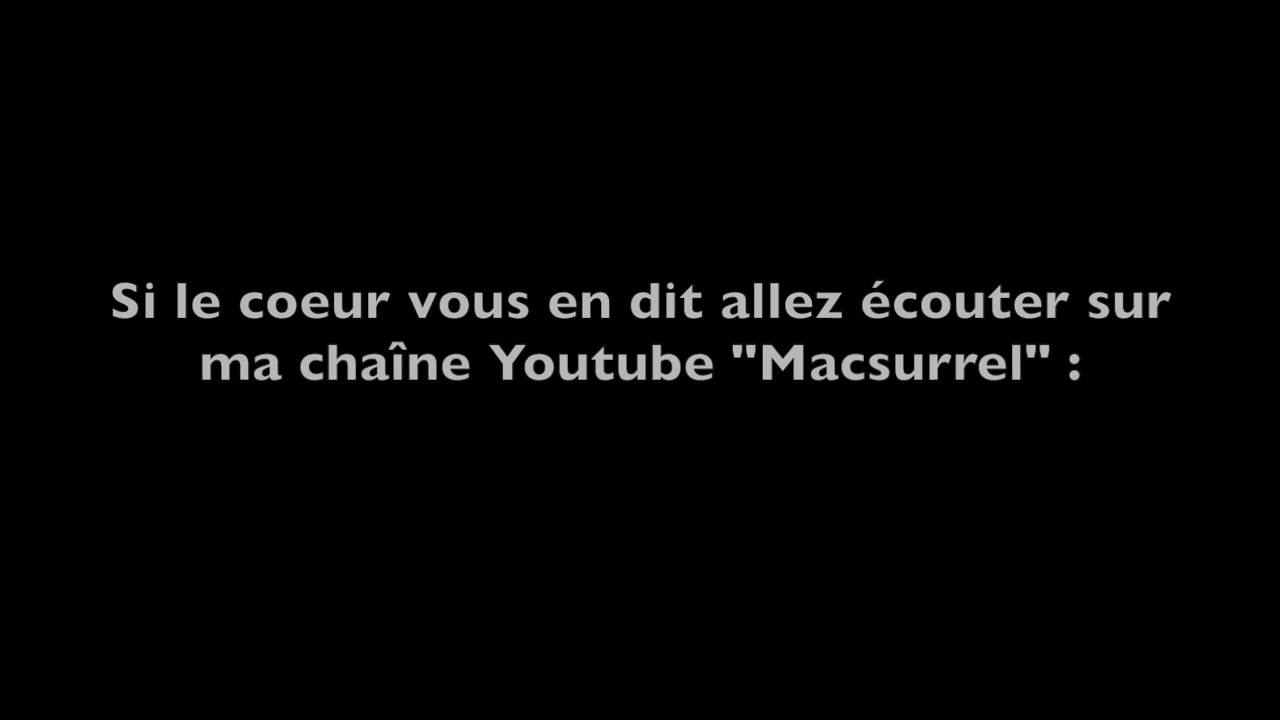 Si le coeur vous en dit allez écouter sur
ma chaîne Youtube "Macsurrel" :